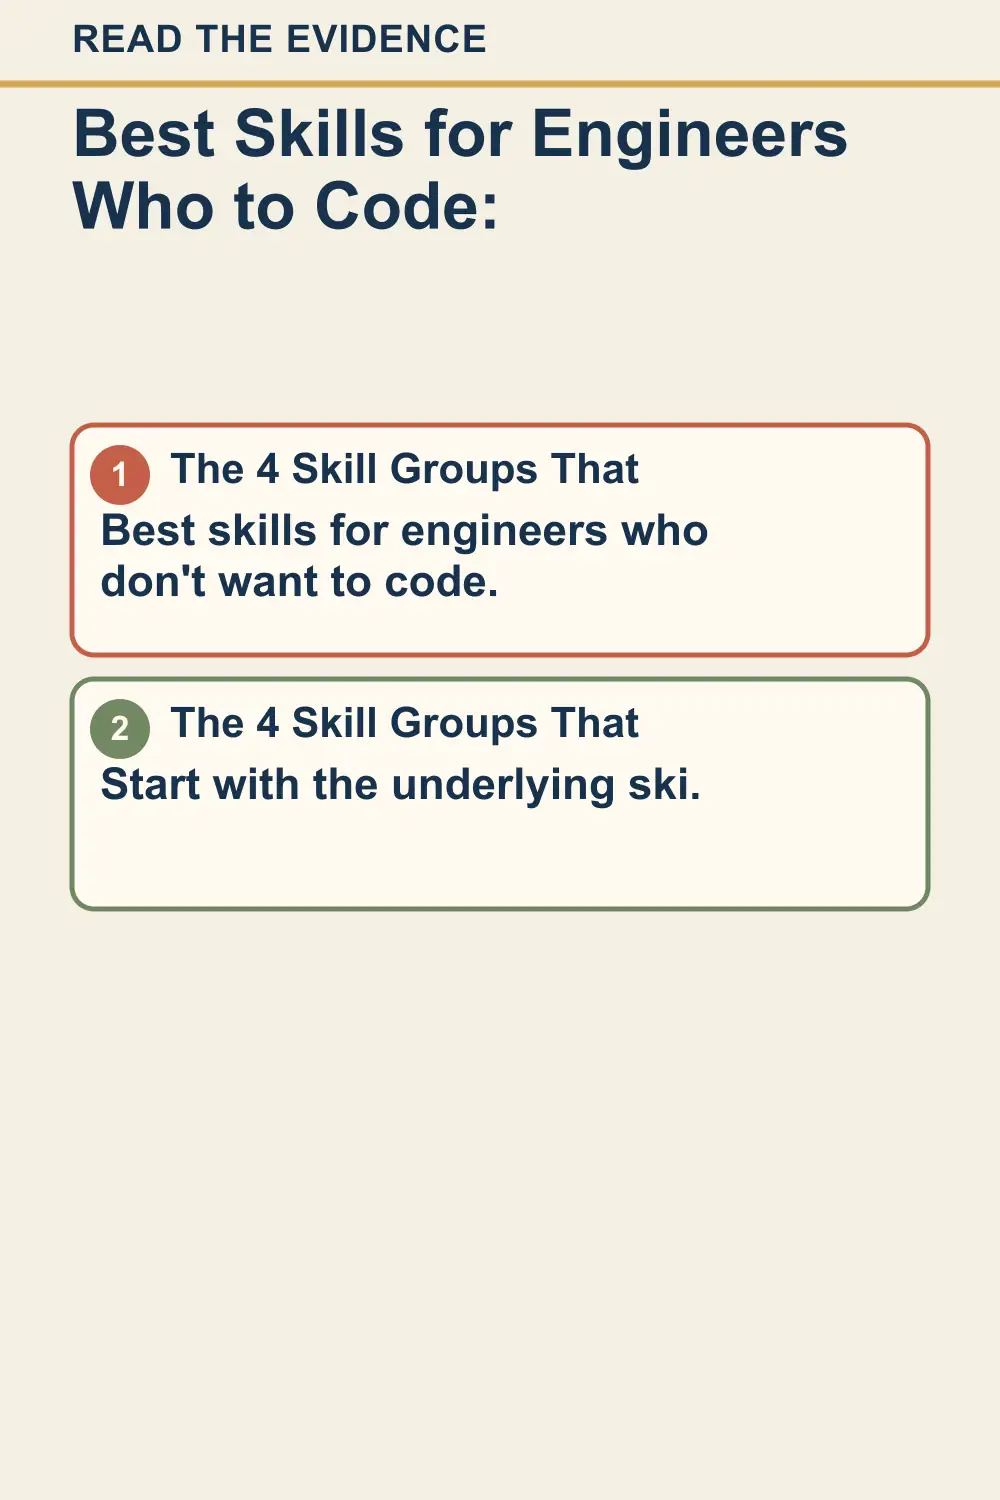 READ THE EVIDENCE
Best Skills for Engineers
Who to Code:
1 The 4 Skill Groups That
Best skills for engineers who
don't want to code.
2 The 4 Skill Groups That
Start with the underlying ski.